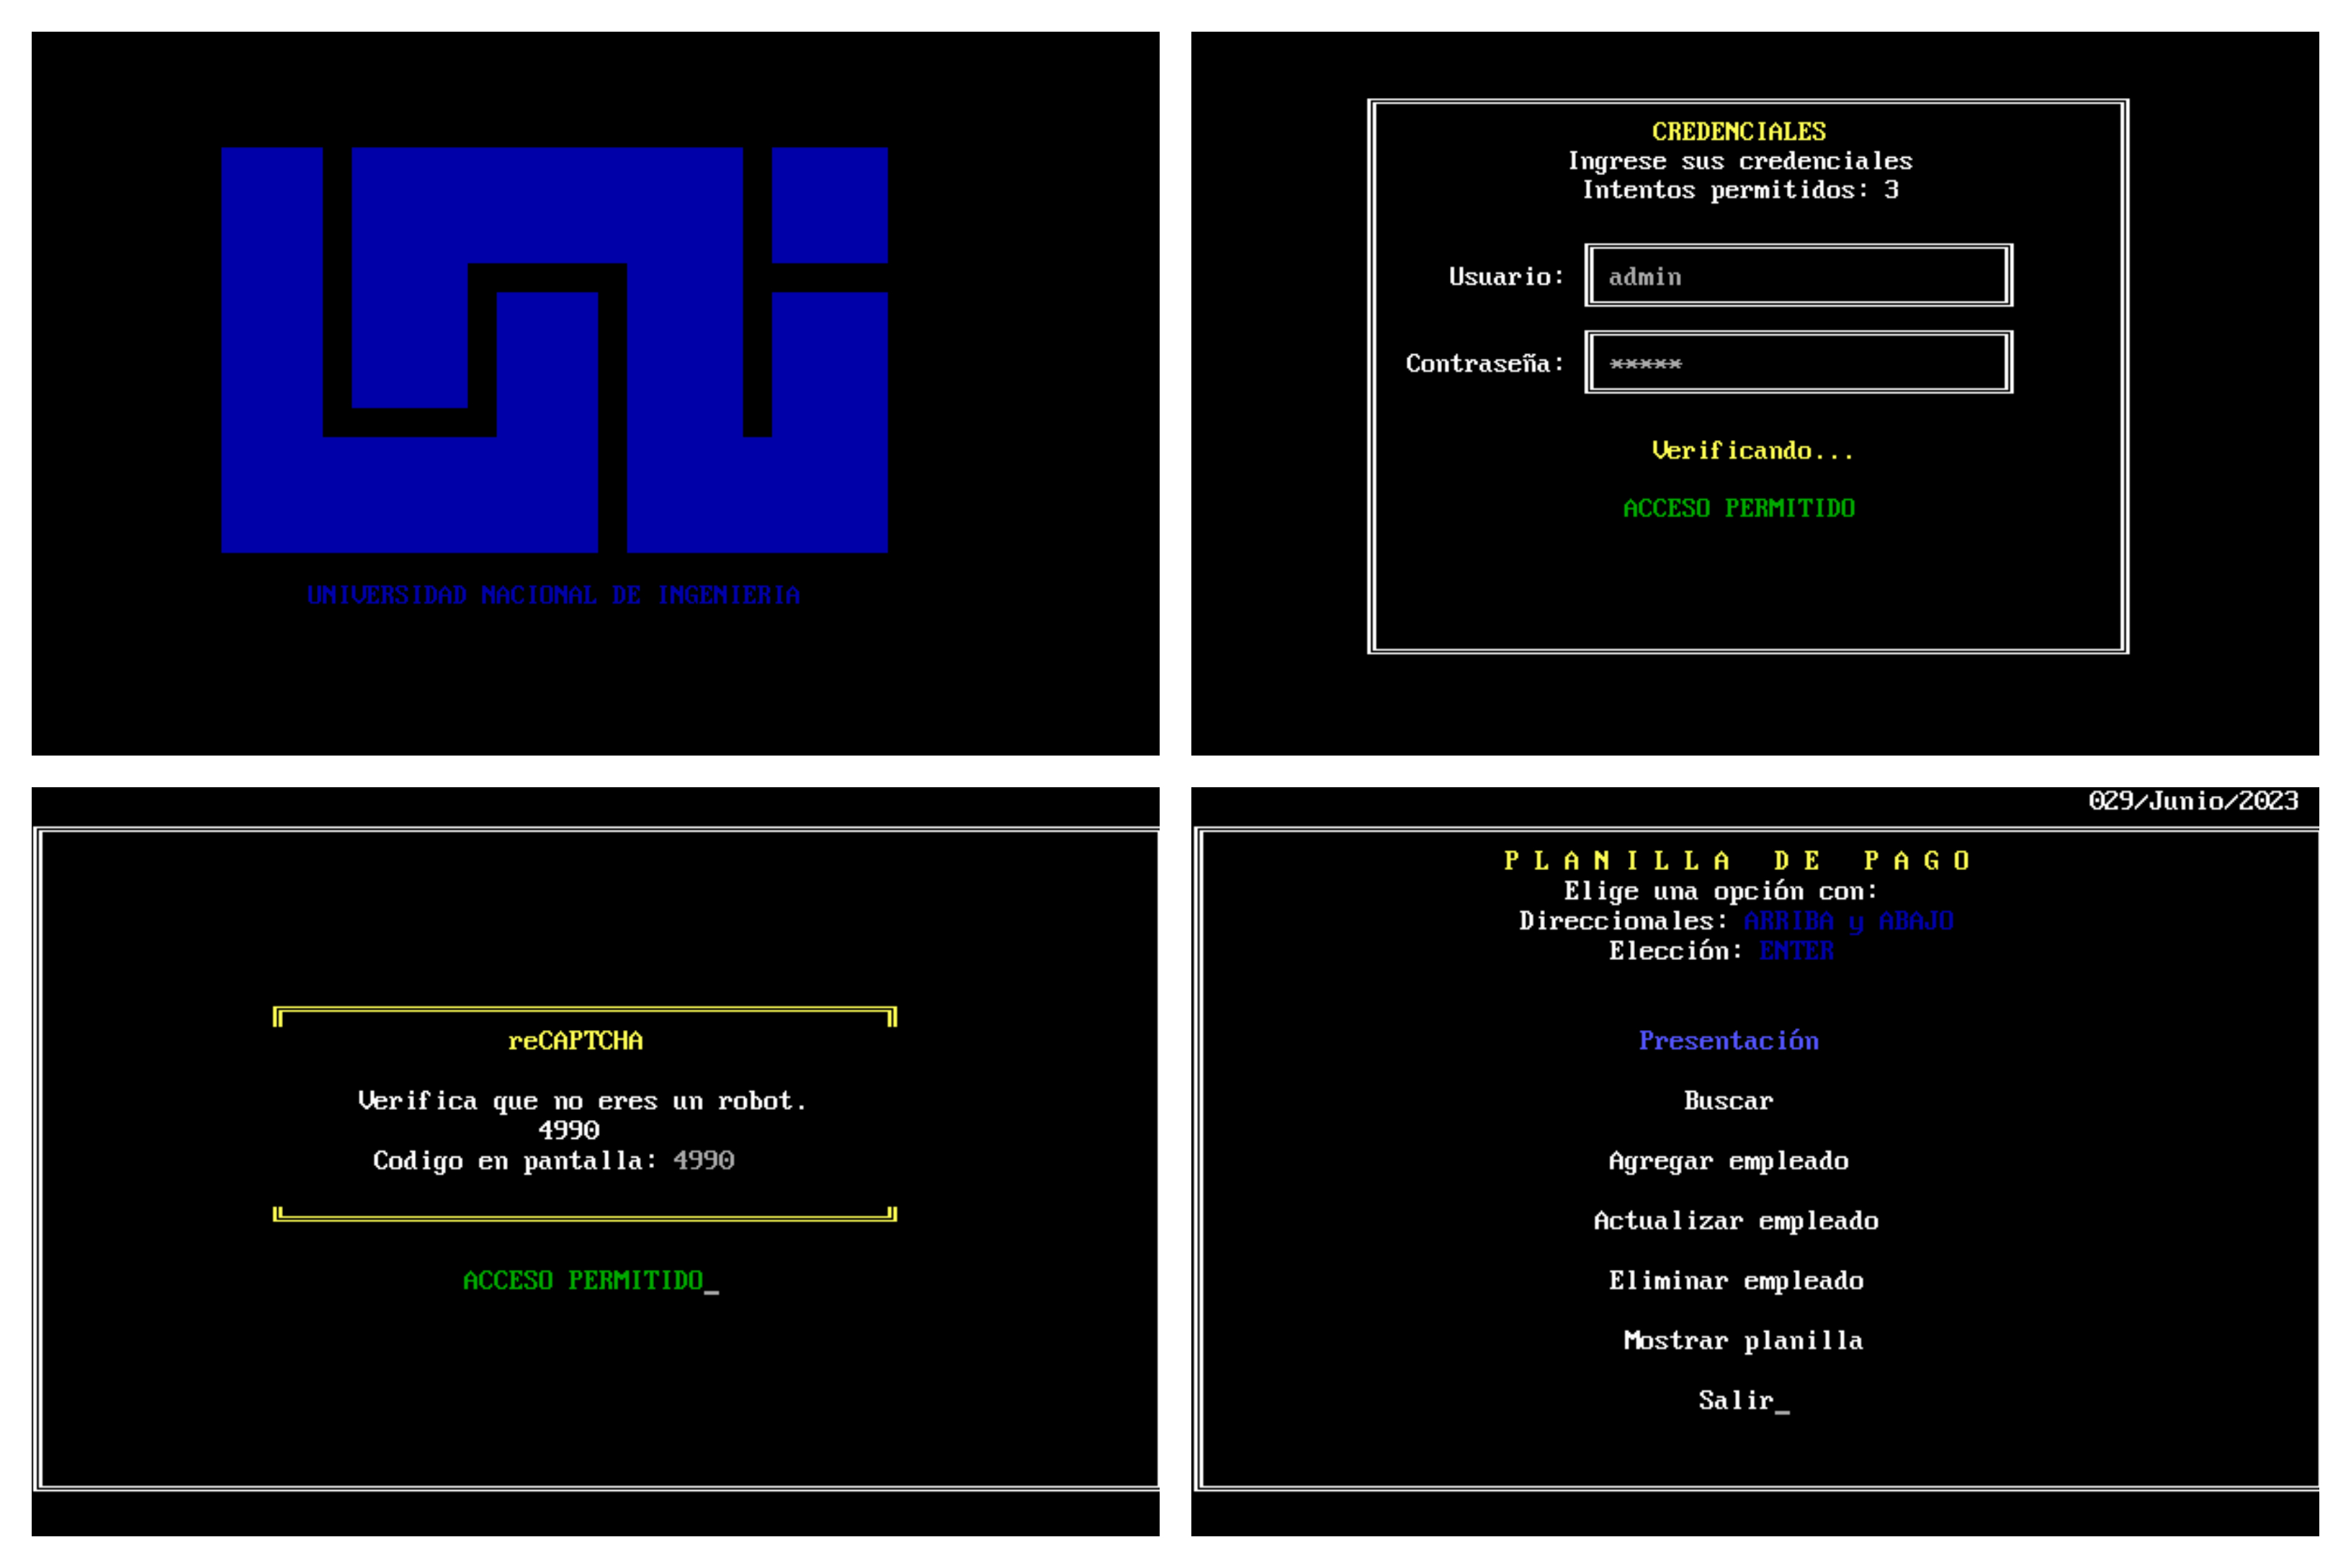 UNIVERSIDAD NACIONAL DE INGENIERIA
CREDENCIALES
Ingrese sus credenciales
Intentos permitidos: 3
Usuario: admin
Contraseña: *****
Verificando...
ACCESO PERMITIDO
reCAPTCHA
Verifica que no eres un robot.
4990
Codigo en pantalla: 4990
ACCESO PERMITIDO_
029/Junio/2023
P L A N I L L A   D E   P A G O
Elige una opción con:
Direccionales: ARRIBA y ABAJO
Elección: ENTER
Presentación
Buscar
Agregar empleado
Actualizar empleado
Eliminar empleado
Mostrar planilla
Salir_